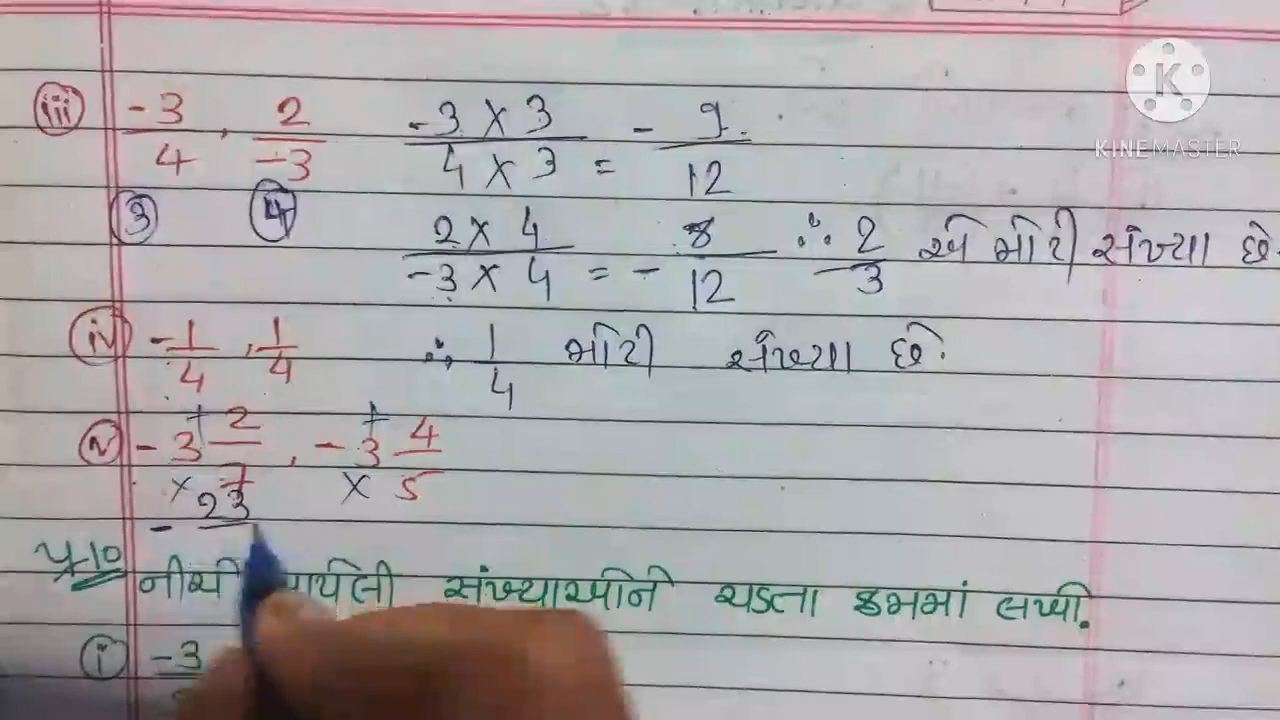 KINEMASTER
(iii) -3/4 , 2/-3   -3 × 3 / 4 × 3 = - 9/12
(3) (4)   2 × 4 / -3 × 4 = - 8/12 ∴ 2/-3 એ મોટી સંખ્યા છે.
(iv) -1/4 , 1/4   ∴ 1/4 મોટી સંખ્યા છે.
(v) -3 + 2/7 , -3 + 4/5
× ×
- 23
પ્ર.10 સંખ્યાઓને ચડતા ક્રમમાં લખો.
(i) -3